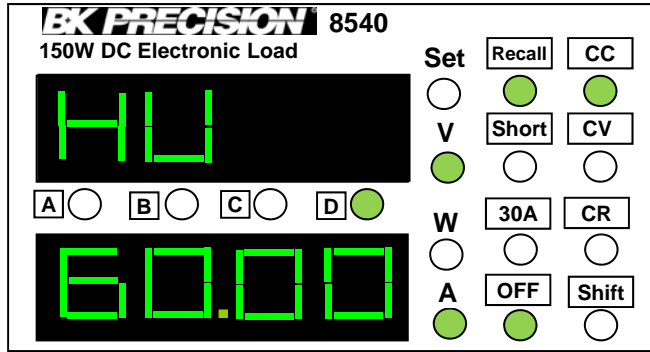 BK PRECISION® 8540
150W DC Electronic Load
Set Recall CC
HU
V Short CV
A B C D
W 30A CR
60.00
A OFF Shift